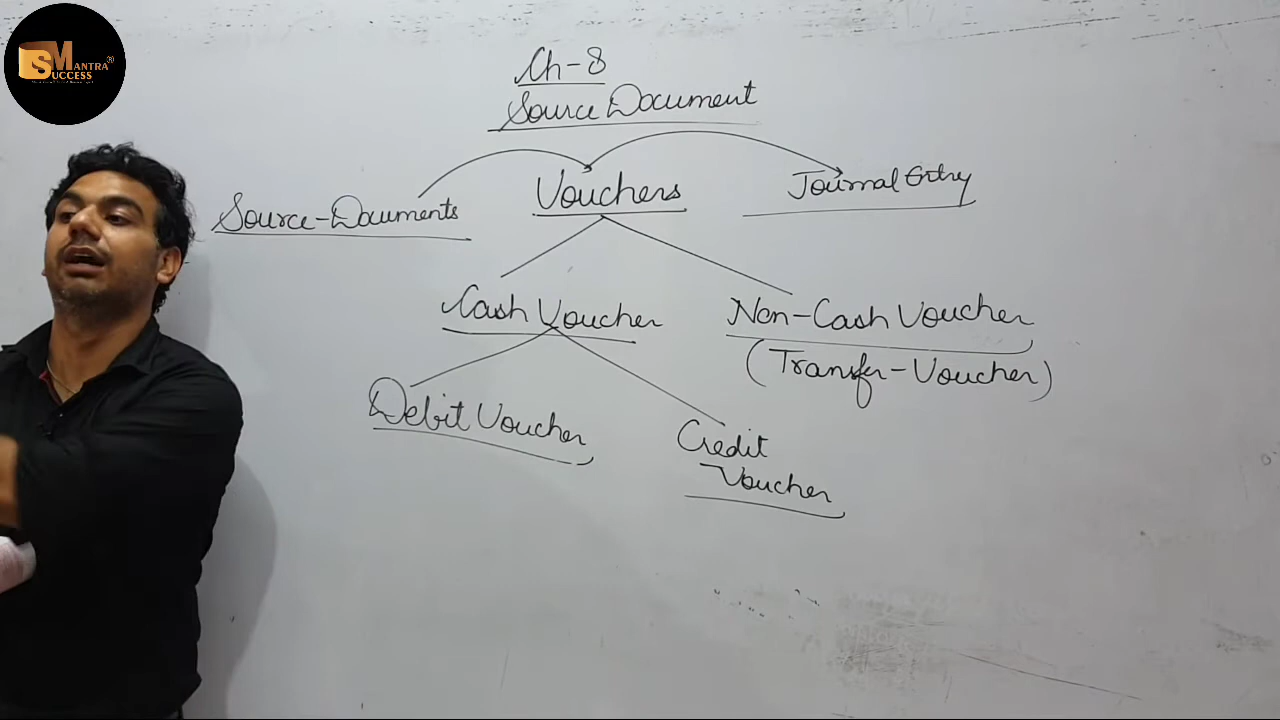 SMANTRA®
SUCCESS
Ch-8
Source Document
Source-Documents
Vouchers
Journal Entry
Cash Voucher
Non-Cash Voucher
(Transfer-Voucher)
Debit Voucher
Credit
Voucher